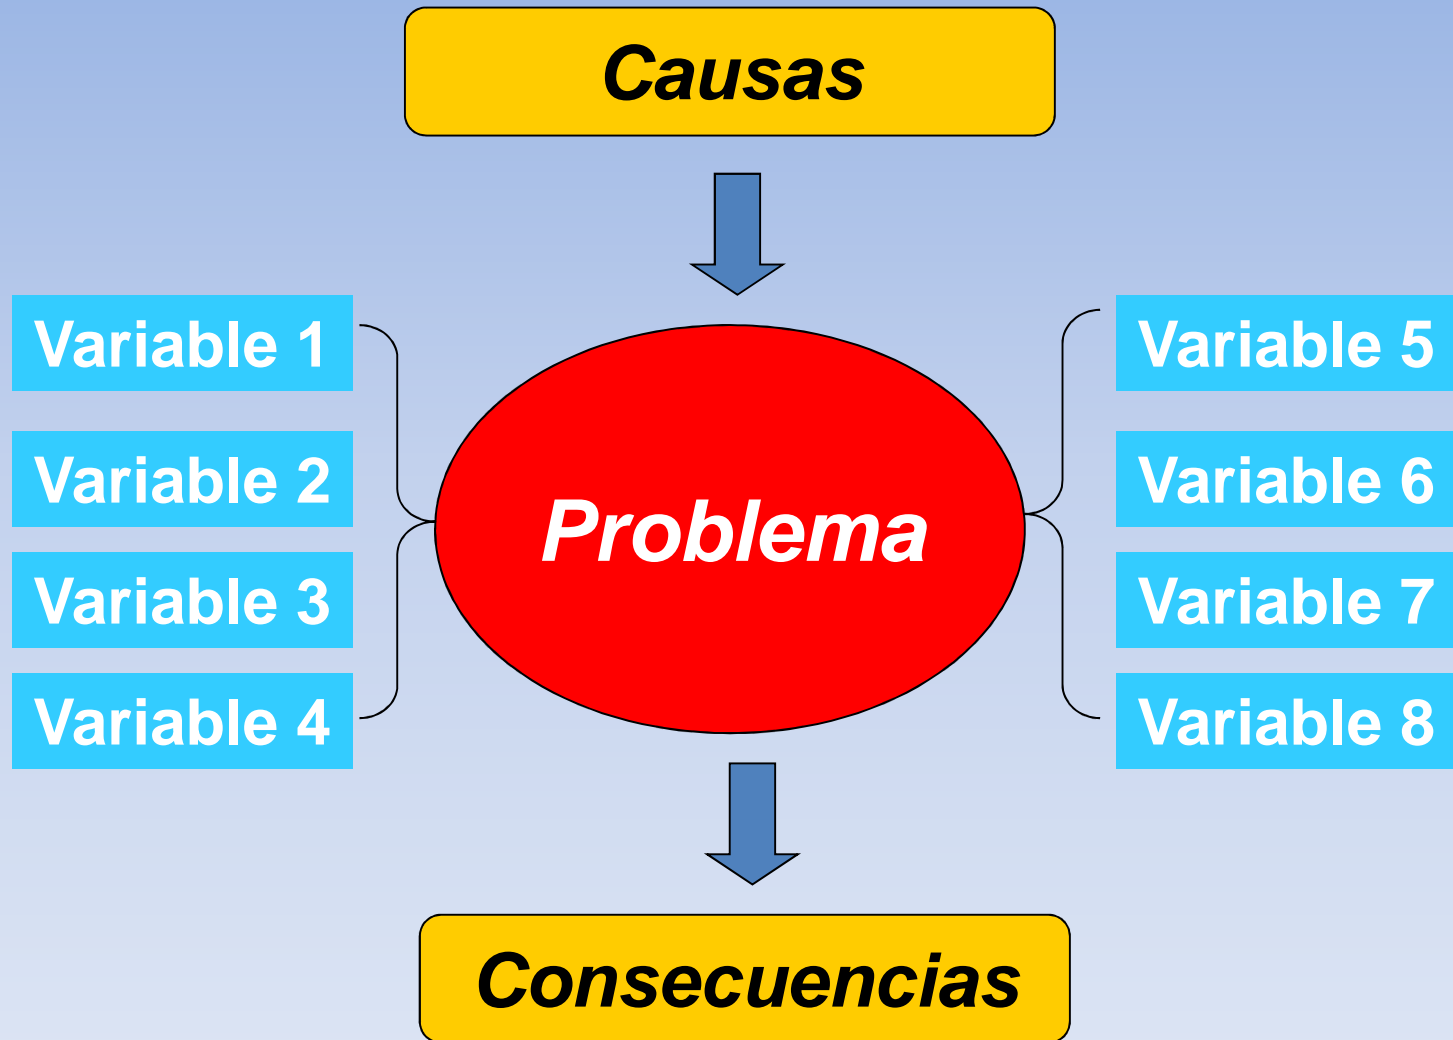 Causas
Variable 1
Variable 2
Variable 3
Variable 4
Problema
Variable 5
Variable 6
Variable 7
Variable 8
Consecuencias